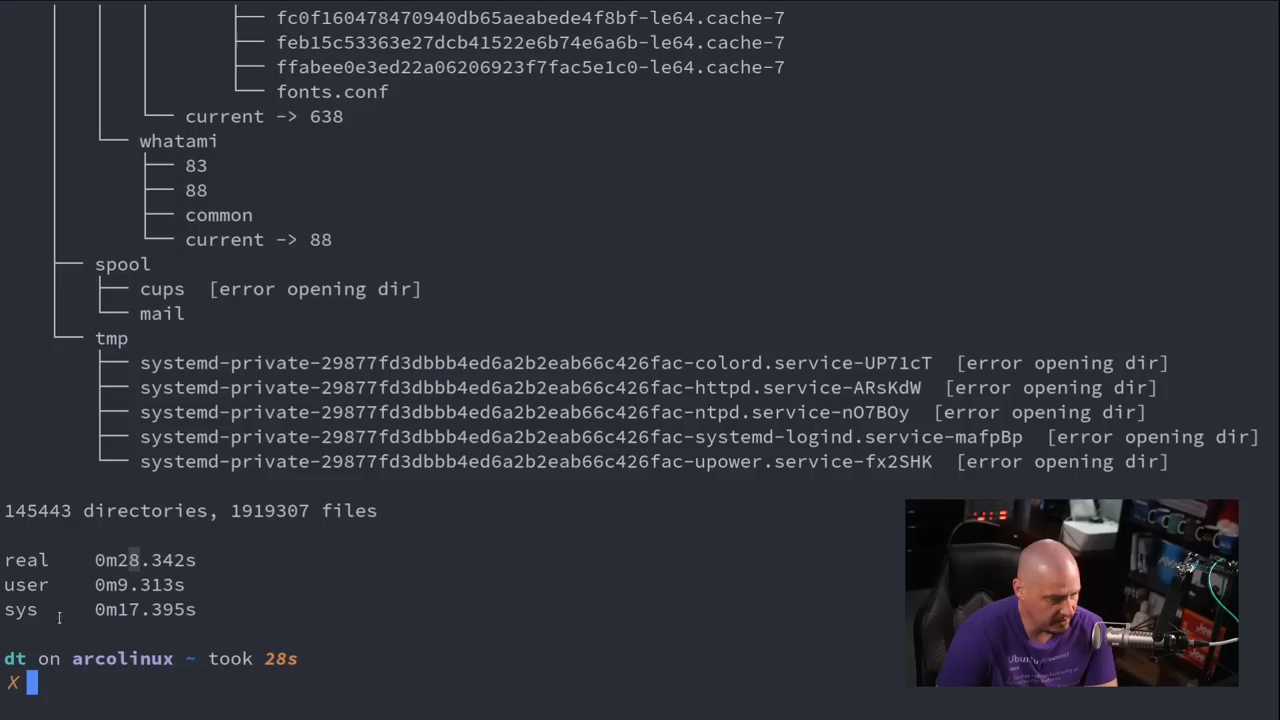 fc0f160478470940db65aeabede4f8bf-le64.cache-7
feb15c53363e27dcb41522e6b74e6a6b-le64.cache-7
ffabee0e3ed22a06206923f7fac5e1c0-le64.cache-7
fonts.conf
current -> 638
whatami
83
88
common
current -> 88
spool
cups [error opening dir]
mail
tmp
systemd-private-29877fd3dbbb4ed6a2b2eab66c426fac-colord.service-UP71cT [error opening dir]
systemd-private-29877fd3dbbb4ed6a2b2eab66c426fac-httpd.service-ARsKdW [error opening dir]
systemd-private-29877fd3dbbb4ed6a2b2eab66c426fac-ntpd.service-nO7BOy [error opening dir]
systemd-private-29877fd3dbbb4ed6a2b2eab66c426fac-systemd-logind.service-mafpBp [error opening dir]
systemd-private-29877fd3dbbb4ed6a2b2eab66c426fac-upower.service-fx2SHK [error opening dir]
145443 directories, 1919307 files
real 0m28.342s
user 0m9.313s
sys 0m17.395s
dt on arcolinux ~ took 28s
X
Ubuntu